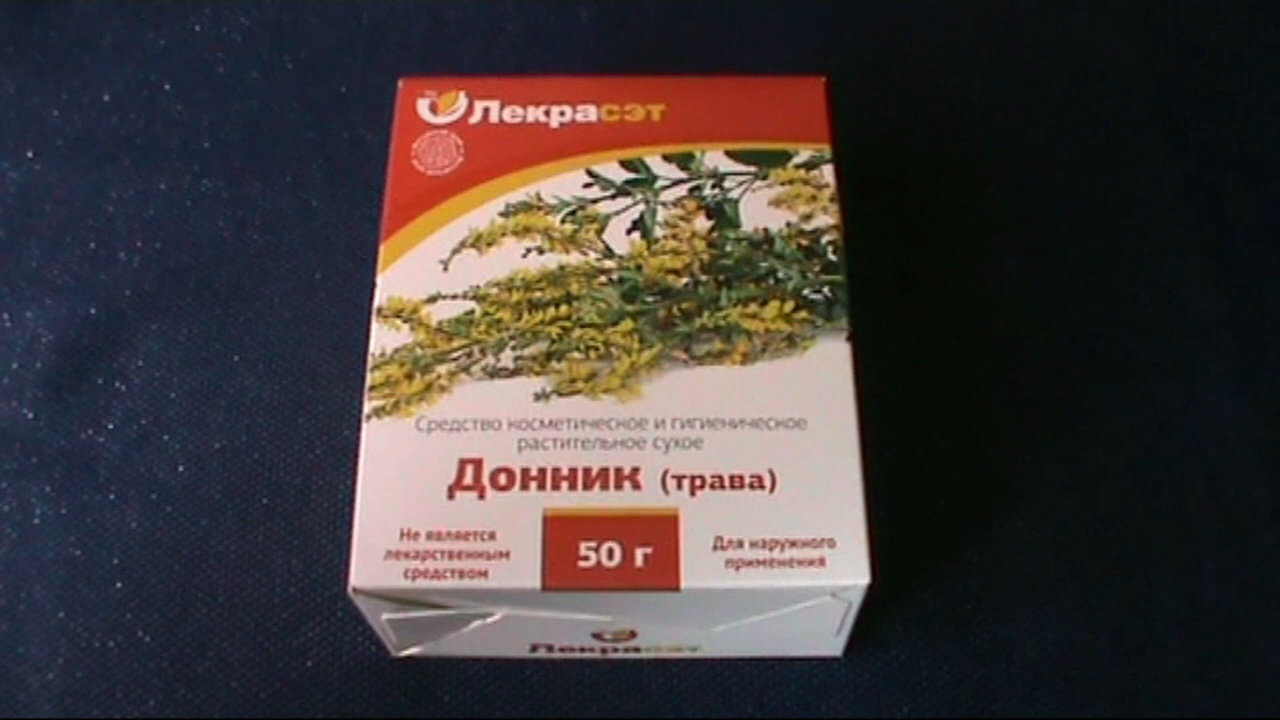 Лекрасэт
Средство косметическое и гигиеническое
растительное сухое
Донник (трава)
Не является
лекарственным
средством
50 г
Для наружного
применения
Лекрасэт